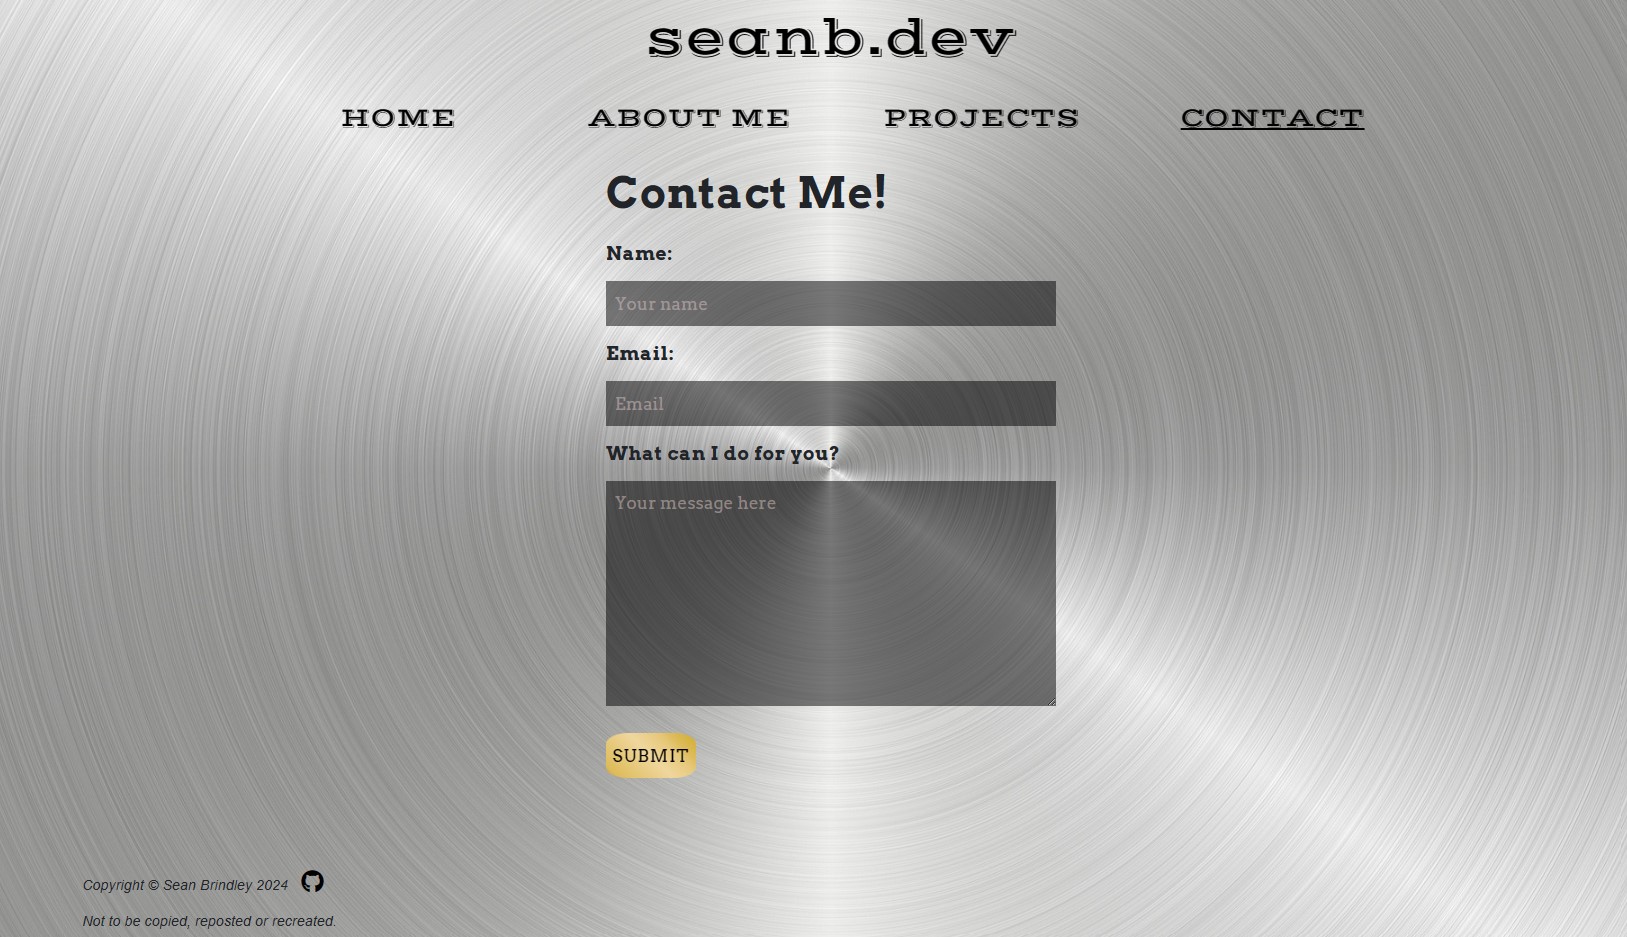 seanb.dev
HOME ABOUT ME PROJECTS CONTACT
Contact Me!
Name:
Your name
Email:
Email
What can I do for you?
Your message here
SUBMIT
Copyright © Sean Brindley 2024
Not to be copied, reposted or recreated.